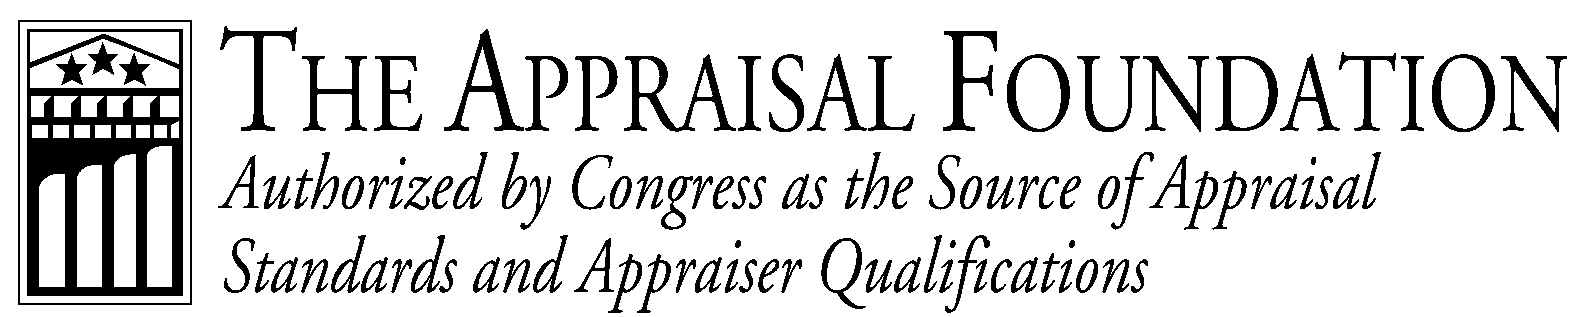 THE APPRAISAL FOUNDATION
Authorized by Congress as the Source of Appraisal
Standards and Appraiser Qualifications